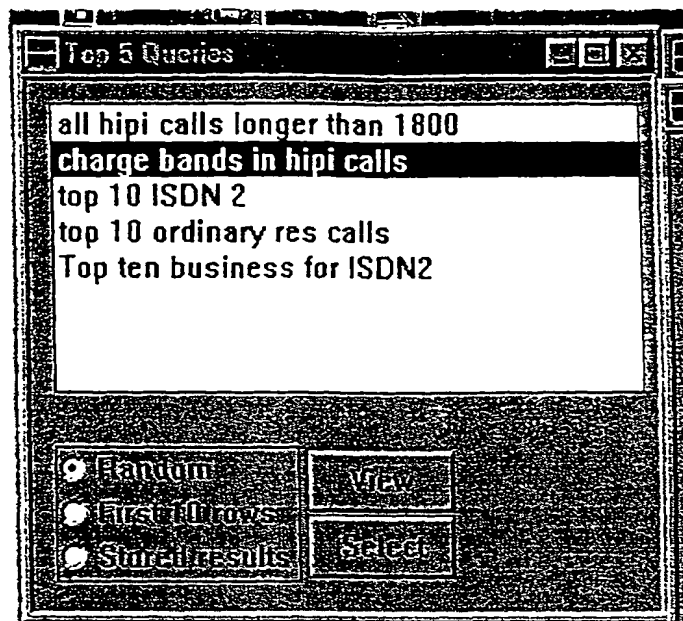 Top 5 Queries
all hipi calls longer than 1800
charge bands in hipi calls
top 10 ISDN 2
top 10 ordinary res calls
Top ten business for ISDN2
Random
View
First 10 rows
Stored results
Select